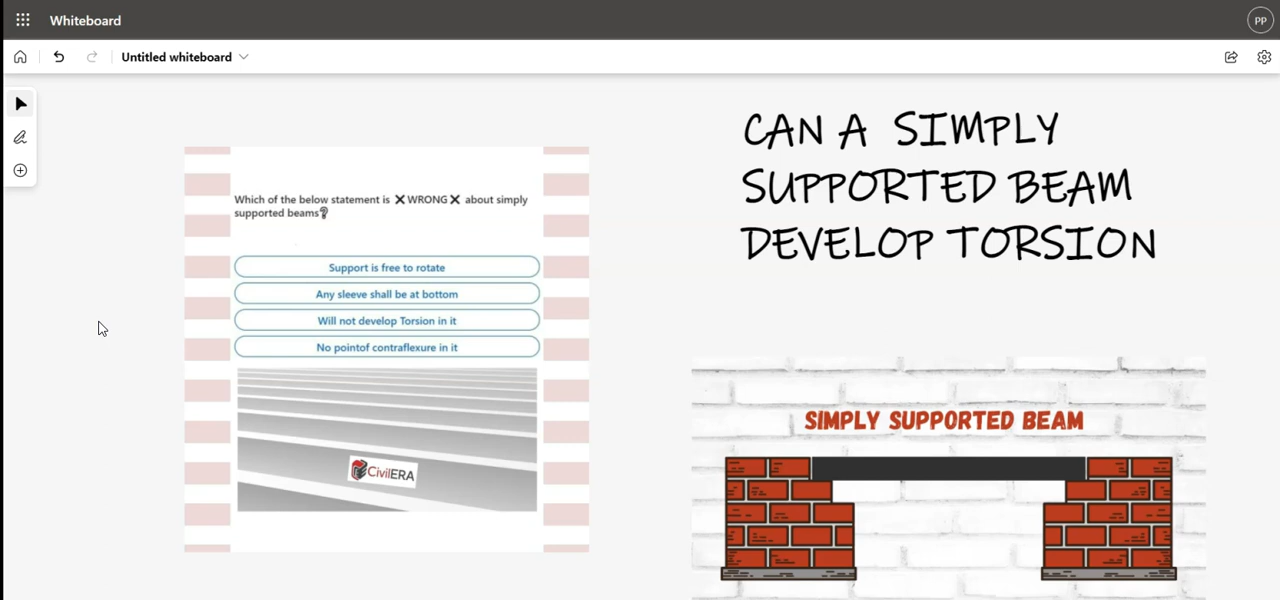 Whiteboard
PP
Untitled whiteboard
Which of the below statement is ❌ WRONG ❌ about simply
supported beams❓
Support is free to rotate
Any sleeve shall be at bottom
Will not develop Torsion in it
No pointof contraflexure in it
CivilERA
CAN A SIMPLY
SUPPORTED BEAM
DEVELOP TORSION
SIMPLY SUPPORTED BEAM